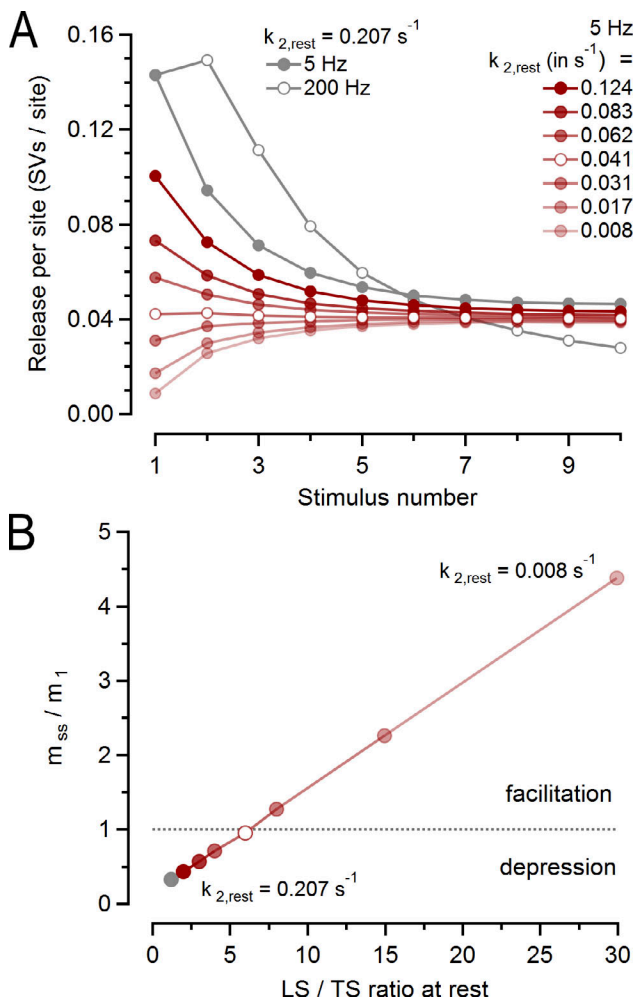 A
0.16
0.12
0.08
0.04
0.00
Release per site (SVs / site)
k 2,rest = 0.207 s-1
5 Hz
200 Hz
5 Hz
k 2,rest (in s-1) =
0.124
0.083
0.062
0.041
0.031
0.017
0.008
1
3
5
7
9
Stimulus number
B
5
4
3
2
1
0
m ss / m 1
k 2,rest = 0.008 s-1
facilitation
depression
k 2,rest = 0.207 s-1
0
5
10
15
20
25
30
LS / TS ratio at rest